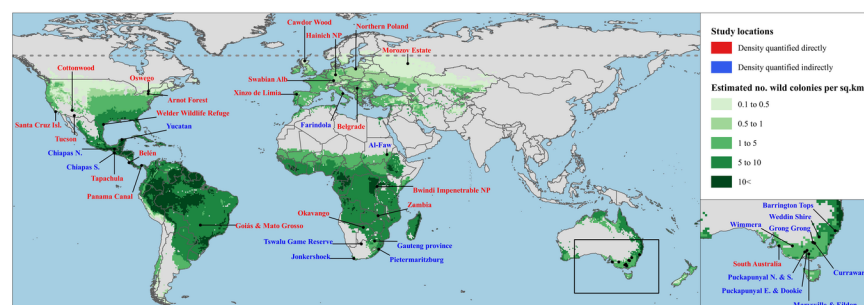 Cawdor Wood
Hainich NP
Northern Poland
Morozov Estate
Cottonwood
Oswego
Swabian Alb
Arnot Forest
Xinzo de Limia
Welder Wildlife Refuge
Santa Cruz Isl.
Tucson
Yucatan
Farindola
Belgrade
Al-Faw
Chiapas N.
Belén
Chiapas S.
Tapachula
Panama Canal
Bwindi Impenetrable NP
Zambia
Okavango
Goiás & Mato Grosso
Tswalu Game Reserve
Gauteng province
Jonkershoek
Pietermaritzburg
Study locations
Density quantified directly
Density quantified indirectly
Estimated no. wild colonies per sq.km
0.1 to 0.5
0.5 to 1
1 to 5
5 to 10
10<
Barrington Tops
Weddin Shire
Wimmera
Grong Grong
South Australia
Currawan
Puckapunyal N. & S.
Puckapunyal E. & Dookie